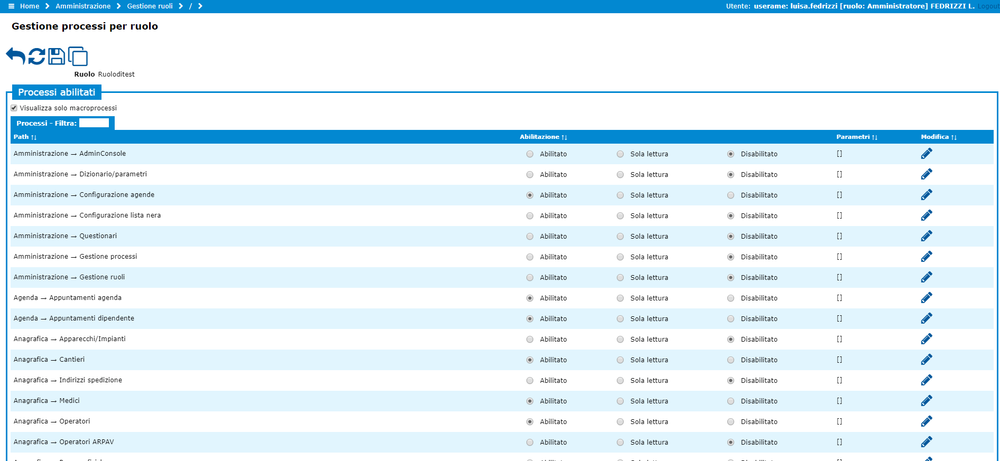 Home Amministrazione Gestione ruoli / Utente: userame: luisa.fedrizzi [ruolo: Amministratore] FEDRIZZI L. Logout
Gestione processi per ruolo
Ruolo Ruoloditest
Processi abilitati
Visualizza solo macroprocessi
Processi - Filtra:
Path ↑↓ Abilitazione ↑↓ Parametri ↑↓ Modifica ↑↓
Amministrazione → AdminConsole Abilitato Sola lettura Disabilitato []
Amministrazione → Dizionario/parametri Abilitato Sola lettura Disabilitato []
Amministrazione → Configurazione agende Abilitato Sola lettura Disabilitato []
Amministrazione → Configurazione lista nera Abilitato Sola lettura Disabilitato []
Amministrazione → Questionari Abilitato Sola lettura Disabilitato []
Amministrazione → Gestione processi Abilitato Sola lettura Disabilitato []
Amministrazione → Gestione ruoli Abilitato Sola lettura Disabilitato []
Agenda → Appuntamenti agenda Abilitato Sola lettura Disabilitato []
Agenda → Appuntamenti dipendente Abilitato Sola lettura Disabilitato []
Anagrafica → Apparecchi/Impianti Abilitato Sola lettura Disabilitato []
Anagrafica → Cantieri Abilitato Sola lettura Disabilitato []
Anagrafica → Indirizzi spedizione Abilitato Sola lettura Disabilitato []
Anagrafica → Medici Abilitato Sola lettura Disabilitato []
Anagrafica → Operatori Abilitato Sola lettura Disabilitato []
Anagrafica → Operatori ARPAV Abilitato Sola lettura Disabilitato []